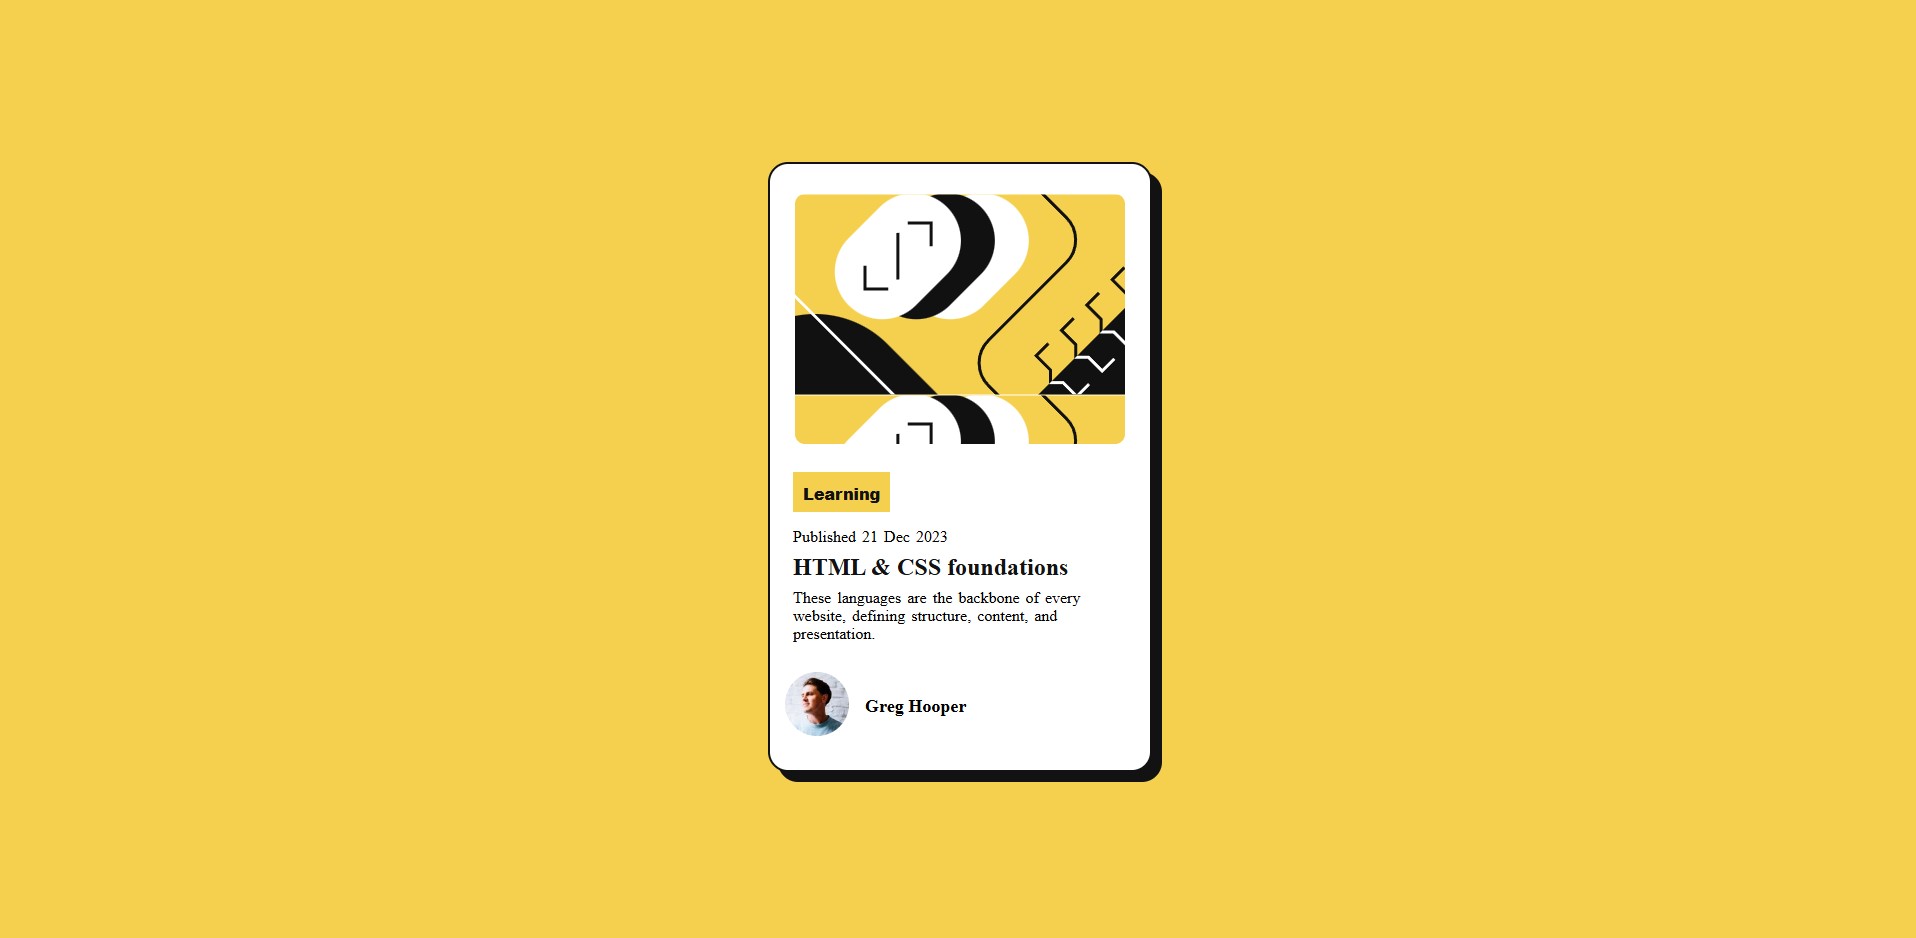 Learning
Published 21 Dec 2023
HTML & CSS foundations
These languages are the backbone of every
website, defining structure, content, and
presentation.
Greg Hooper